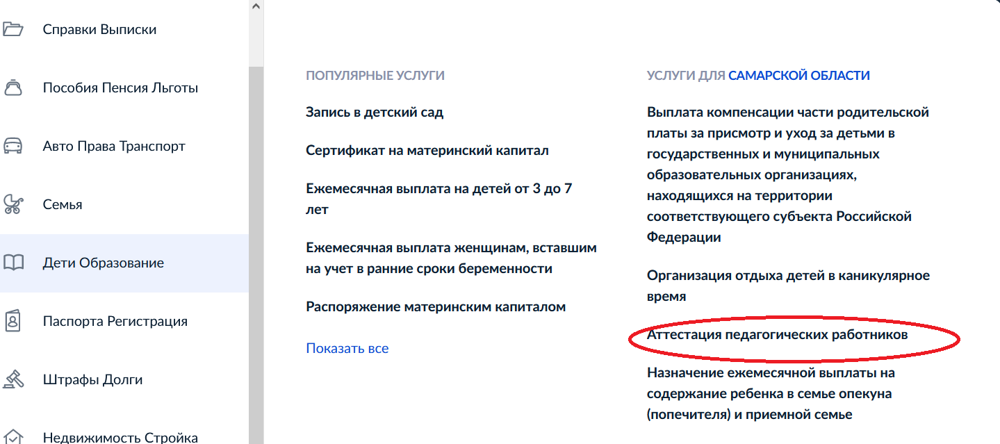 Справки Выписки
Пособия Пенсия Льготы
Авто Права Транспорт
Семья
Дети Образование
Паспорта Регистрация
Штрафы Долги
Недвижимость Стройка
ПОПУЛЯРНЫЕ УСЛУГИ
Запись в детский сад
Сертификат на материнский капитал
Ежемесячная выплата на детей от 3 до 7
лет
Ежемесячная выплата женщинам, вставшим
на учет в ранние сроки беременности
Распоряжение материнским капиталом
Показать все
УСЛУГИ ДЛЯ САМАРСКОЙ ОБЛАСТИ
Выплата компенсации части родительской
платы за присмотр и уход за детьми в
государственных и муниципальных
образовательных организациях,
находящихся на территории
соответствующего субъекта Российской
Федерации
Организация отдыха детей в каникулярное
время
Аттестация педагогических работников
Назначение ежемесячной выплаты на
содержание ребенка в семье опекуна
(попечителя) и приемной семье